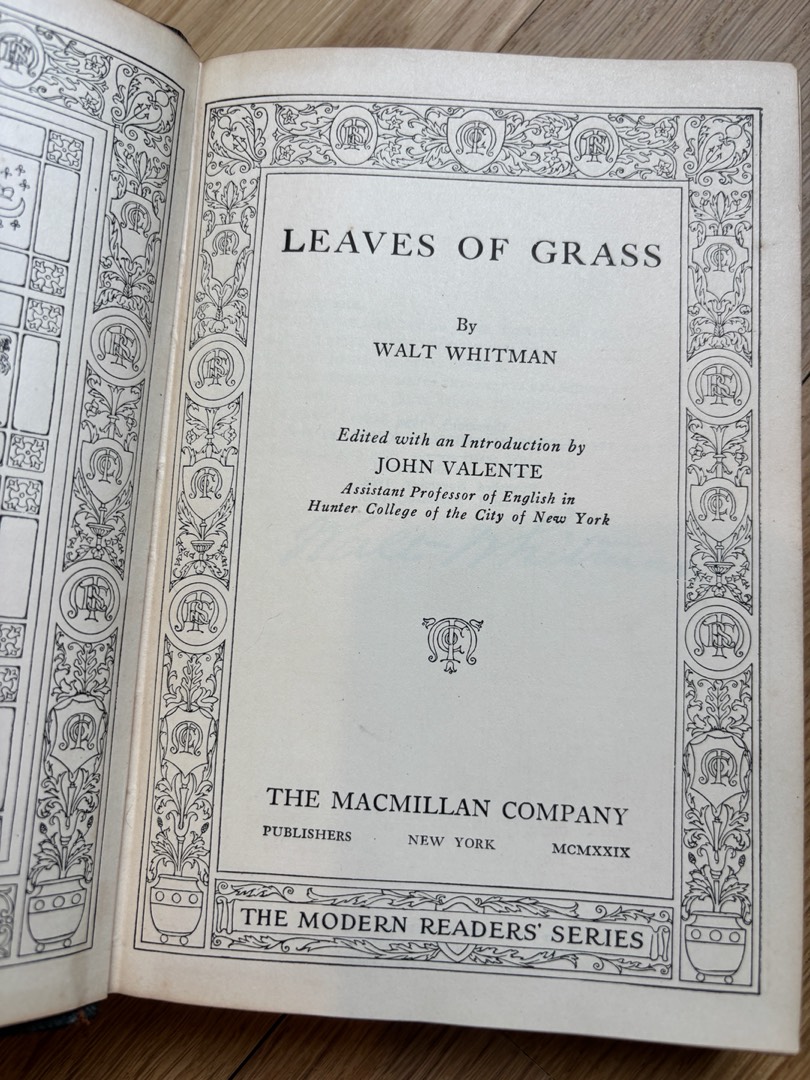 LEAVES OF GRASS
By
WALT WHITMAN
Edited with an Introduction by
JOHN VALENTE
Assistant Professor of English in
Hunter College of the City of New York
THE MACMILLAN COMPANY
PUBLISHERS NEW YORK MCMXXIX
THE MODERN READERS' SERIES